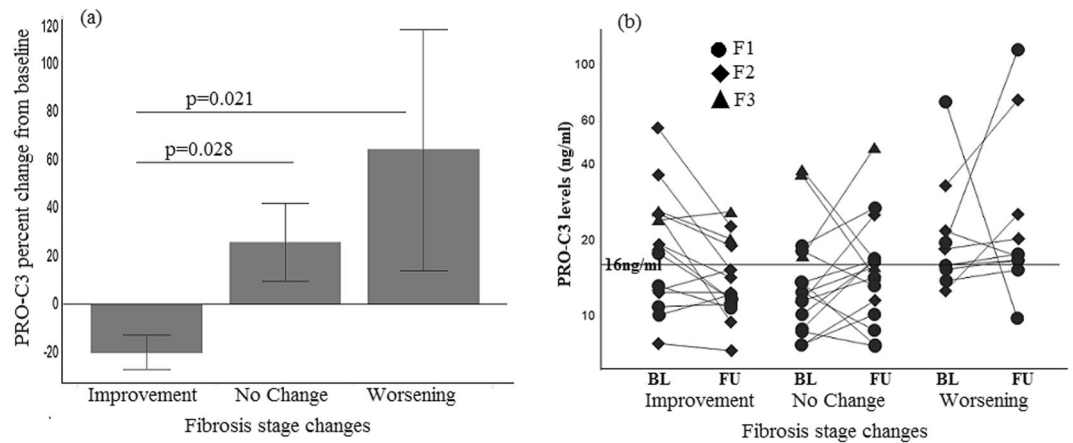 (a)
PRO-C3 percent change from baseline
120
100
80
60
40
20
0
-20
p=0.021
p=0.028
Improvement No Change Worsening
Fibrosis stage changes
(b)
PRO-C3 levels (ng/ml)
100
60
40
20
10
F1
F2
F3
16ng/ml
BL FU BL FU BL FU
Improvement No Change Worsening
Fibrosis stage changes